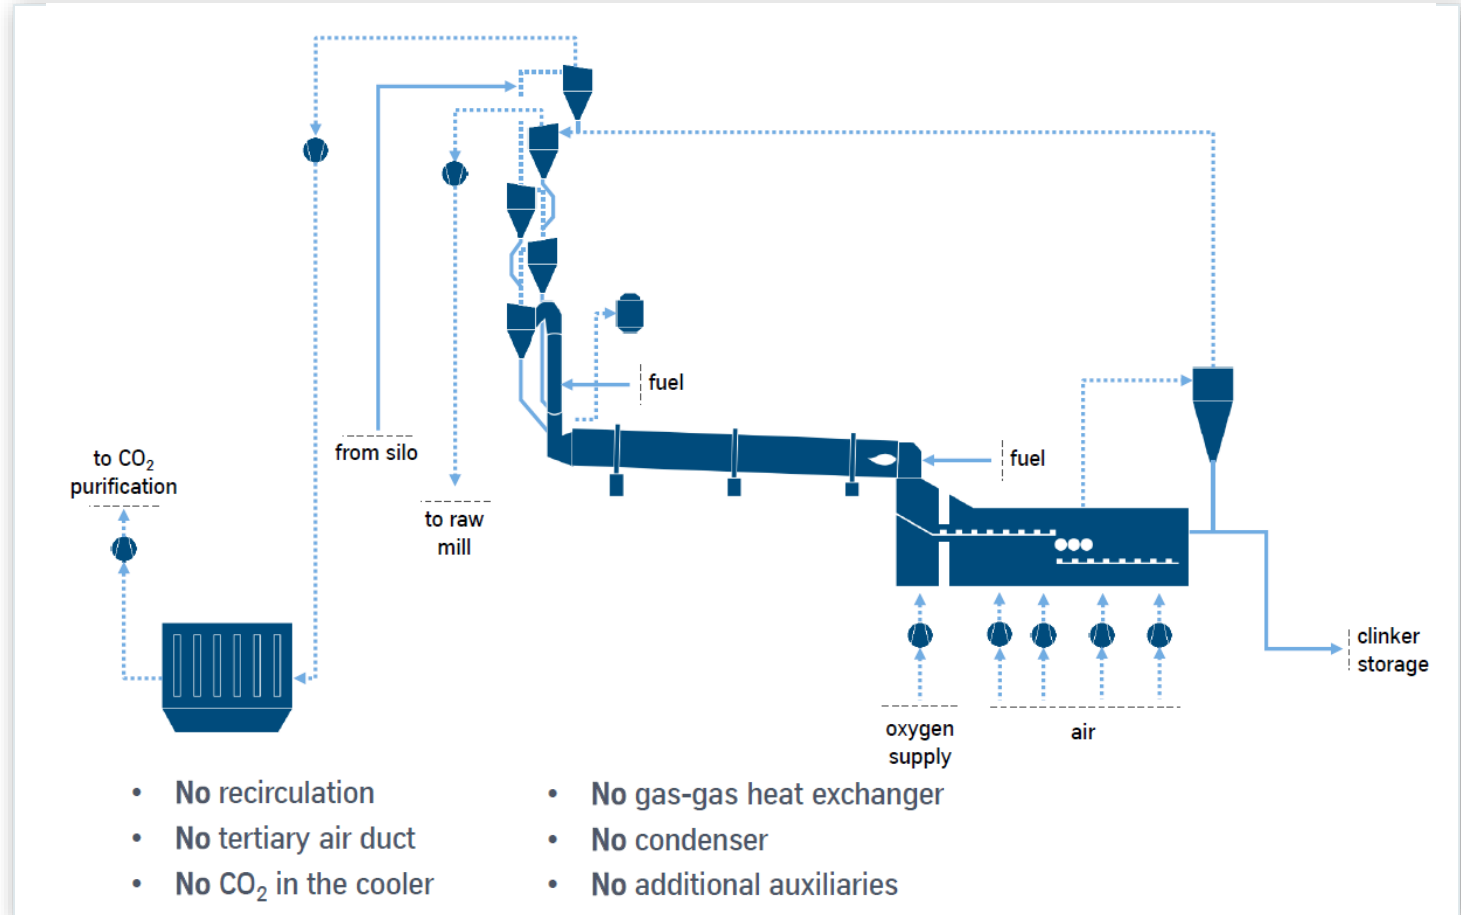 fuel
from silo
to CO₂
purification
fuel
to raw
mill
clinker
storage
oxygen
supply
air
• No recirculation
• No tertiary air duct
• No CO₂ in the cooler
• No gas-gas heat exchanger
• No condenser
• No additional auxiliaries